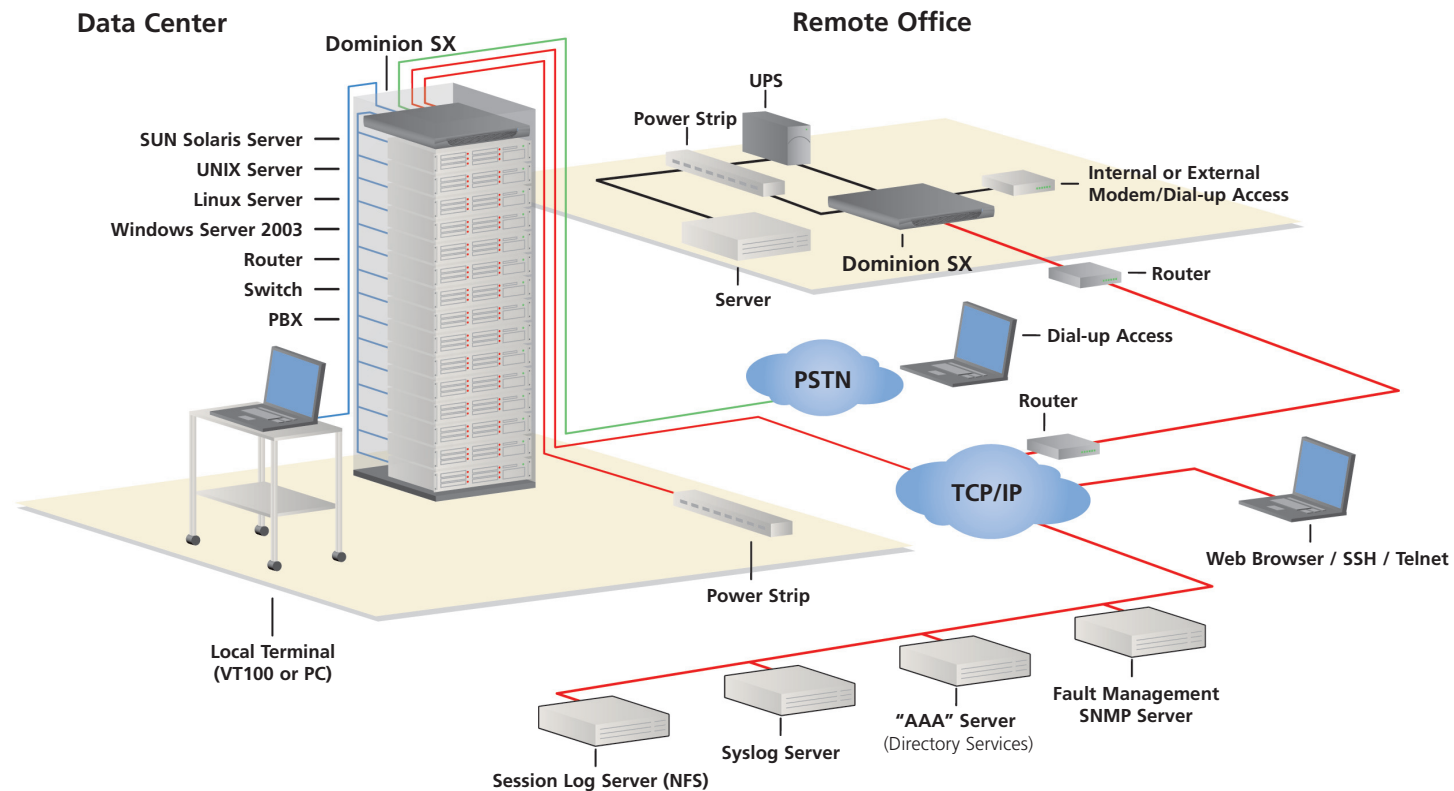 Data Center
Remote Office
Dominion SX
SUN Solaris Server
UNIX Server
Linux Server
Windows Server 2003
Router
Switch
PBX
UPS
Power Strip
Internal or External
Modem/Dial-up Access
Dominion SX
Server
Router
Dial-up Access
PSTN
Router
TCP/IP
Web Browser / SSH / Telnet
Power Strip
Local Terminal
(VT100 or PC)
Fault Management
SNMP Server
“AAA” Server
(Directory Services)
Syslog Server
Session Log Server (NFS)